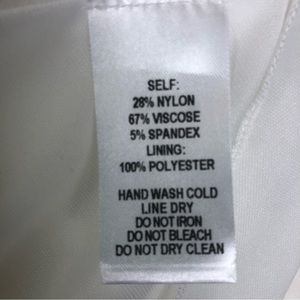 SELF:
28% NYLON
67% VISCOSE
5% SPANDEX
LINING:
100% POLYESTER
HAND WASH COLD
LINE DRY
DO NOT IRON
DO NOT BLEACH
DO NOT DRY CLEAN